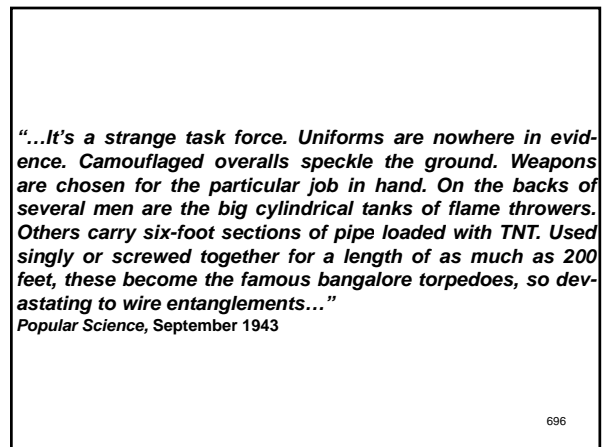 “…It’s a strange task force. Uniforms are nowhere in evid-
ence. Camouflaged overalls speckle the ground. Weapons
are chosen for the particular job in hand. On the backs of
several men are the big cylindrical tanks of flame throwers.
Others carry six-foot sections of pipe loaded with TNT. Used
singly or screwed together for a length of as much as 200
feet, these become the famous bangalore torpedoes, so dev-
astating to wire entanglements…”
Popular Science, September 1943
696